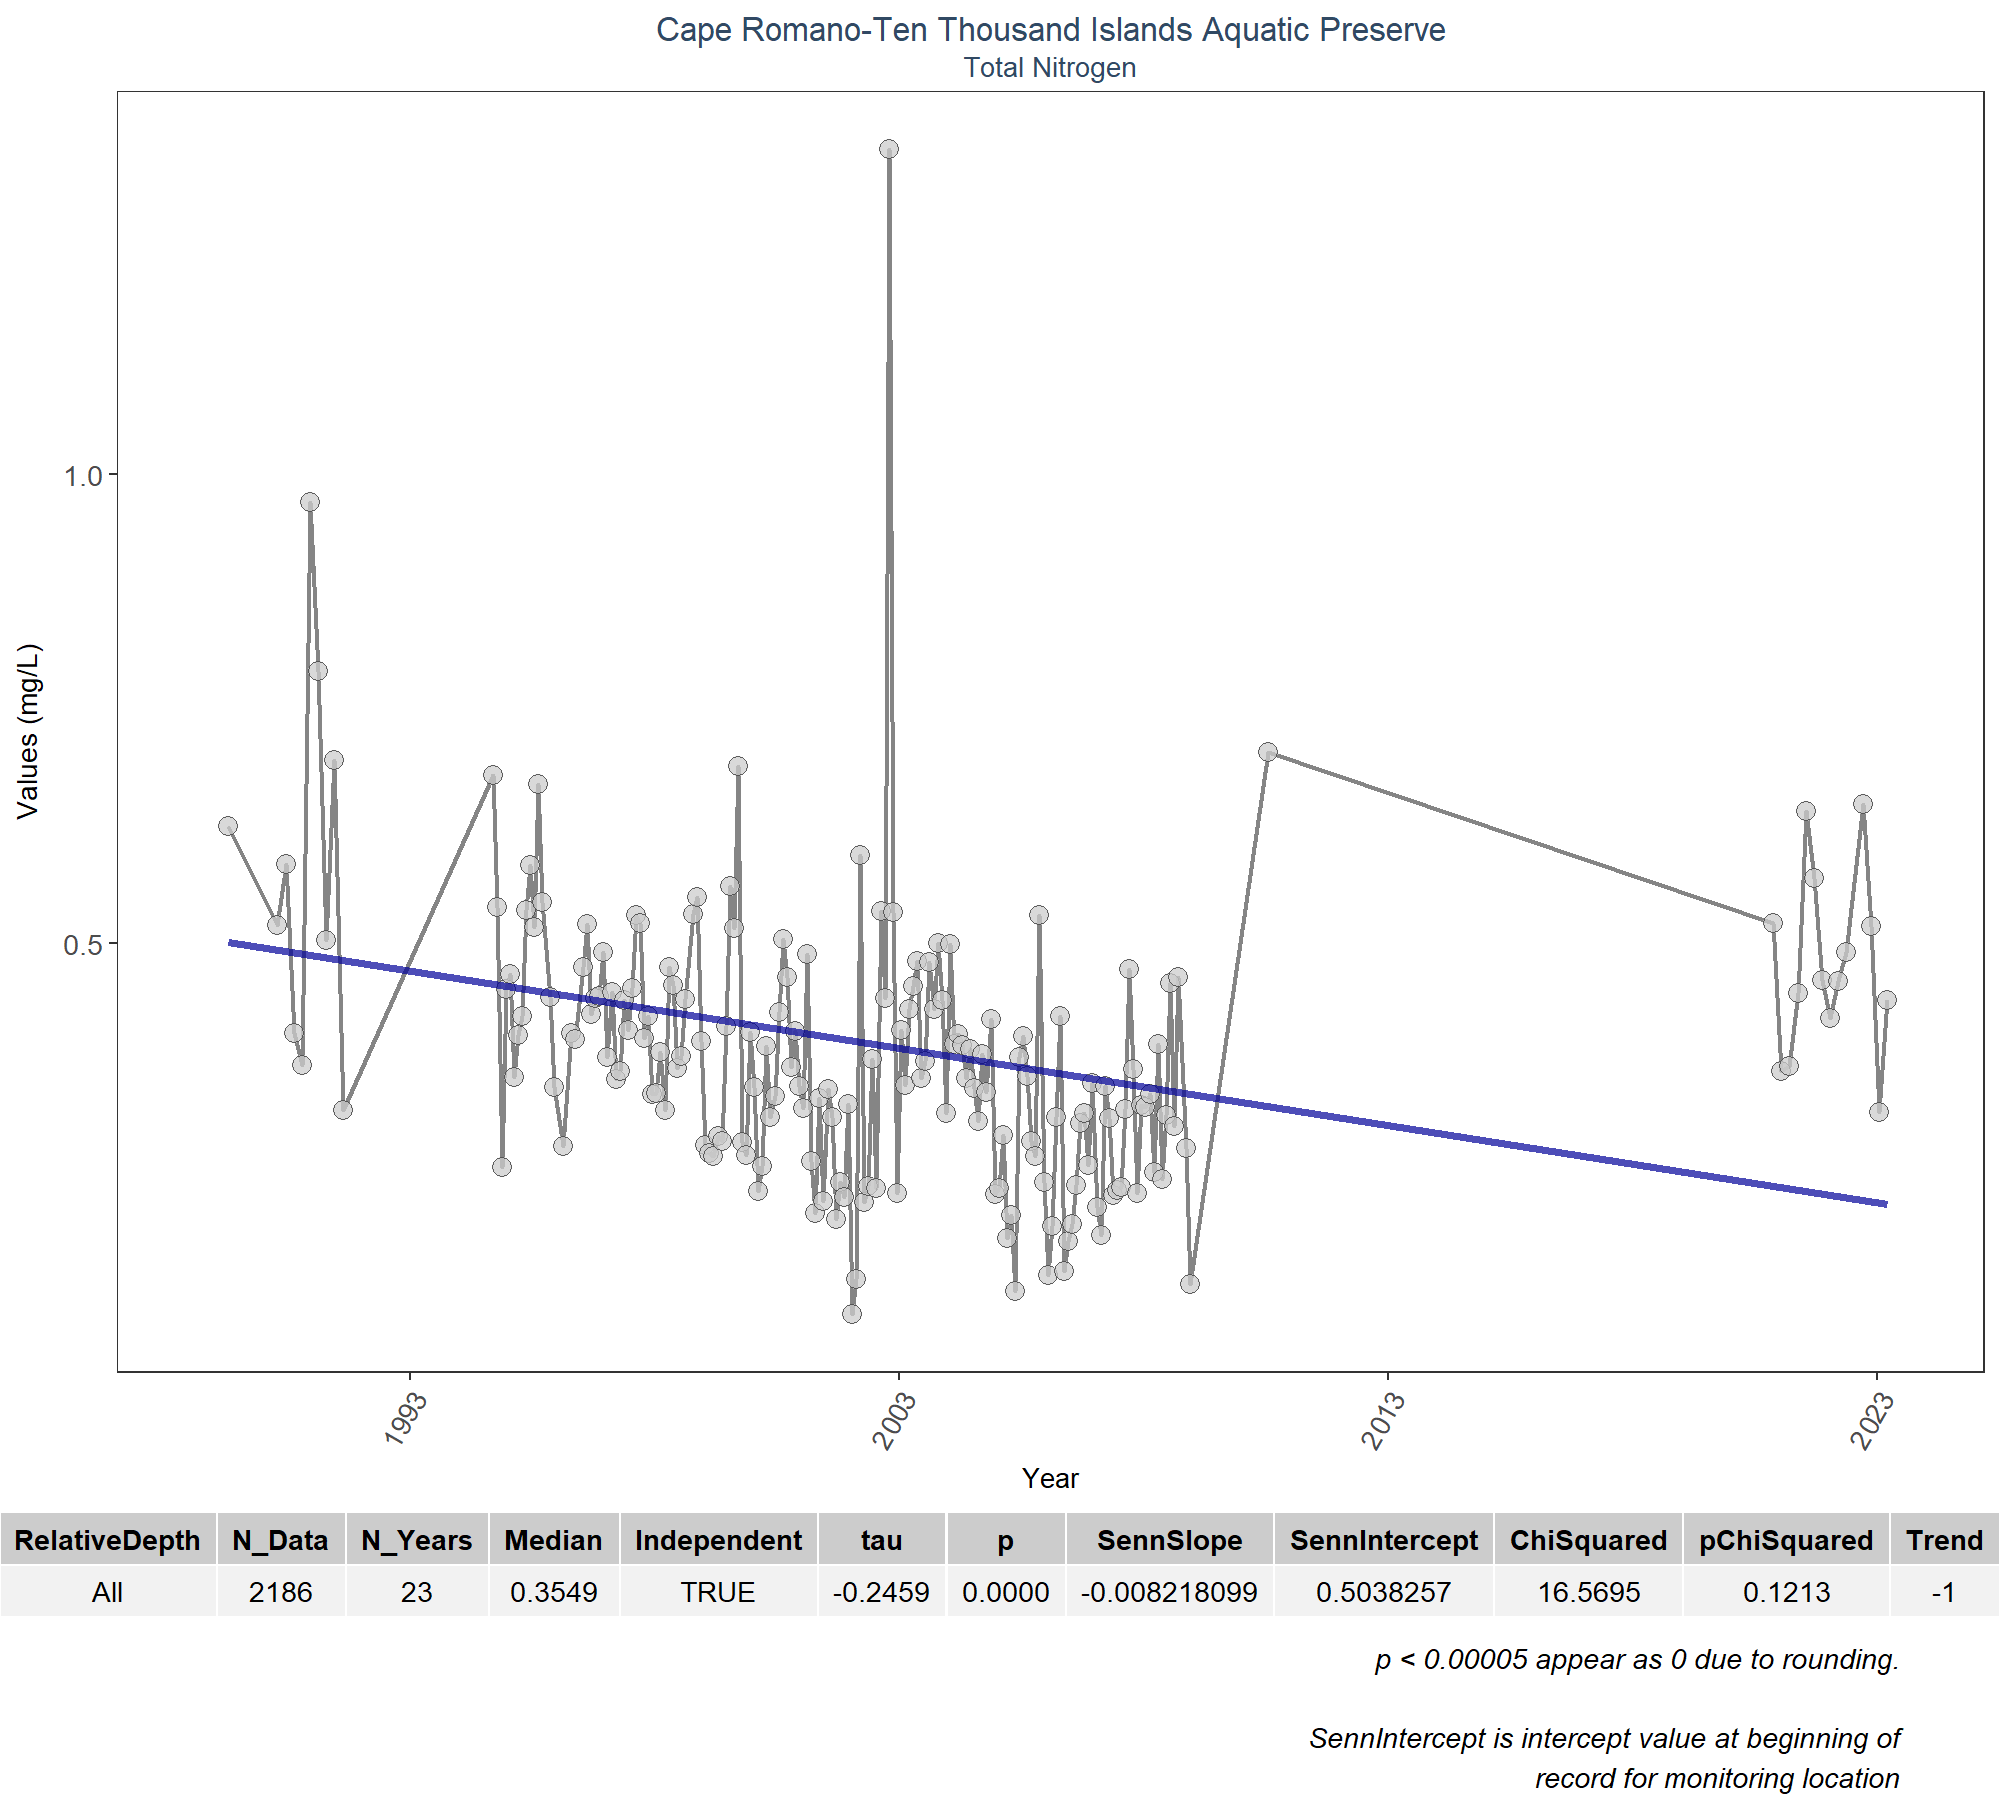 Cape Romano-Ten Thousand Islands Aquatic Preserve
Total Nitrogen
Values (mg/L)
1.0
0.5
1993
2003
2013
2023
Year
RelativeDepth N_Data N_Years Median Independent tau p SennSlope SennIntercept ChiSquared pChiSquared Trend
All 2186 23 0.3549 TRUE -0.2459 0.0000 -0.008218099 0.5038257 16.5695 0.1213 -1
p < 0.00005 appear as 0 due to rounding.
SennIntercept is intercept value at beginning of
record for monitoring location